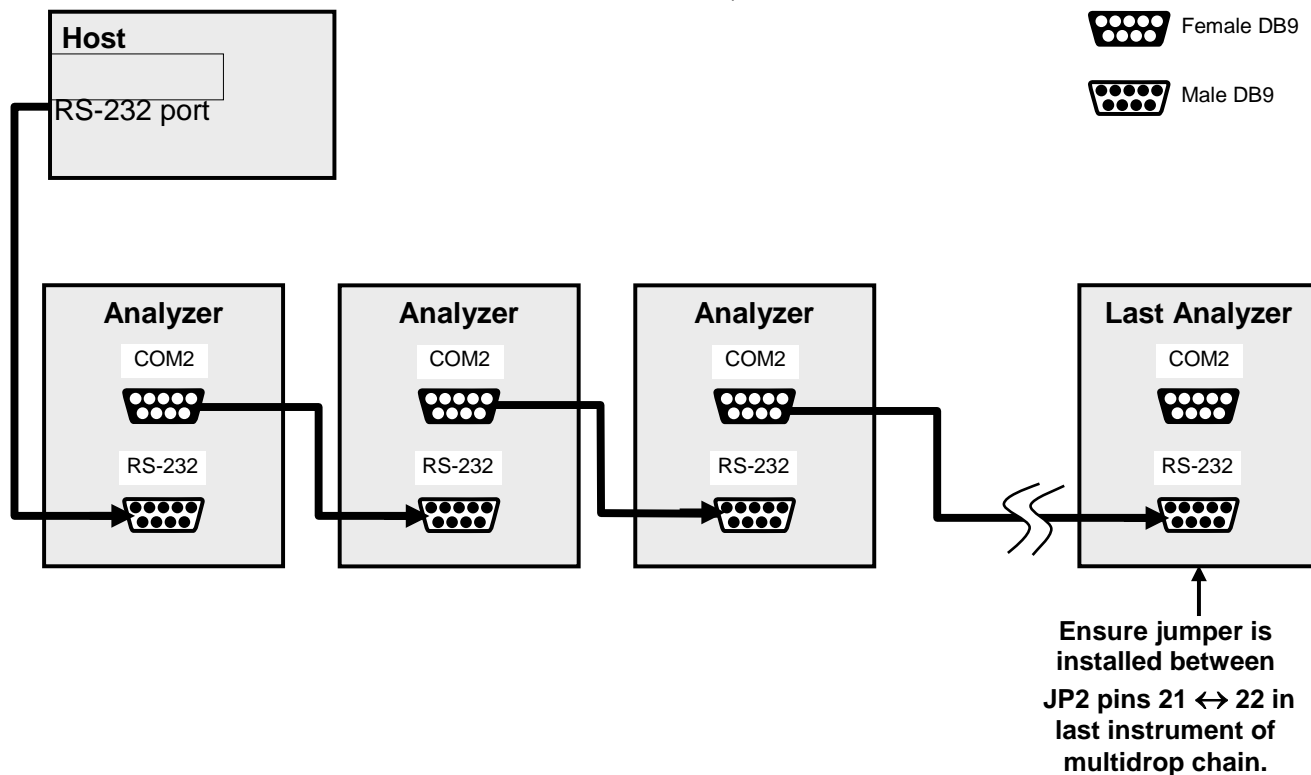 Female DB9
Male DB9
Host
RS-232 port
Analyzer
COM2
RS-232
Analyzer
COM2
RS-232
Analyzer
COM2
RS-232
Last Analyzer
COM2
RS-232
Ensure jumper is
installed between
JP2 pins 21 ↔ 22 in
last instrument of
multidrop chain.